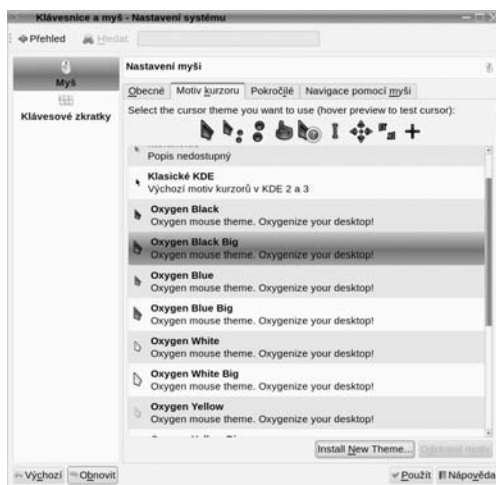 Klávesnice a myš - Nastavení systému
Přehled Hledat:
Myš
Klávesové zkratky
Nastavení myši
Obecné Motiv kurzoru Pokročilé Navigace pomocí myši
Select the cursor theme you want to use (hover preview to test cursor):
Popis nedostupný
Klasické KDE
Výchozí motiv kurzorů v KDE 2 a 3
Oxygen Black
Oxygen mouse theme. Oxygenize your desktop!
Oxygen Black Big
Oxygen mouse theme. Oxygenize your desktop!
Oxygen Blue
Oxygen mouse theme. Oxygenize your desktop!
Oxygen Blue Big
Oxygen mouse theme. Oxygenize your desktop!
Oxygen White
Oxygen mouse theme. Oxygenize your desktop!
Oxygen White Big
Oxygen mouse theme. Oxygenize your desktop!
Oxygen Yellow
Oxygen mouse theme. Oxygenize your desktop!
Install New Theme... Odstranit motiv
Výchozí Obnovit Použít Nápověda